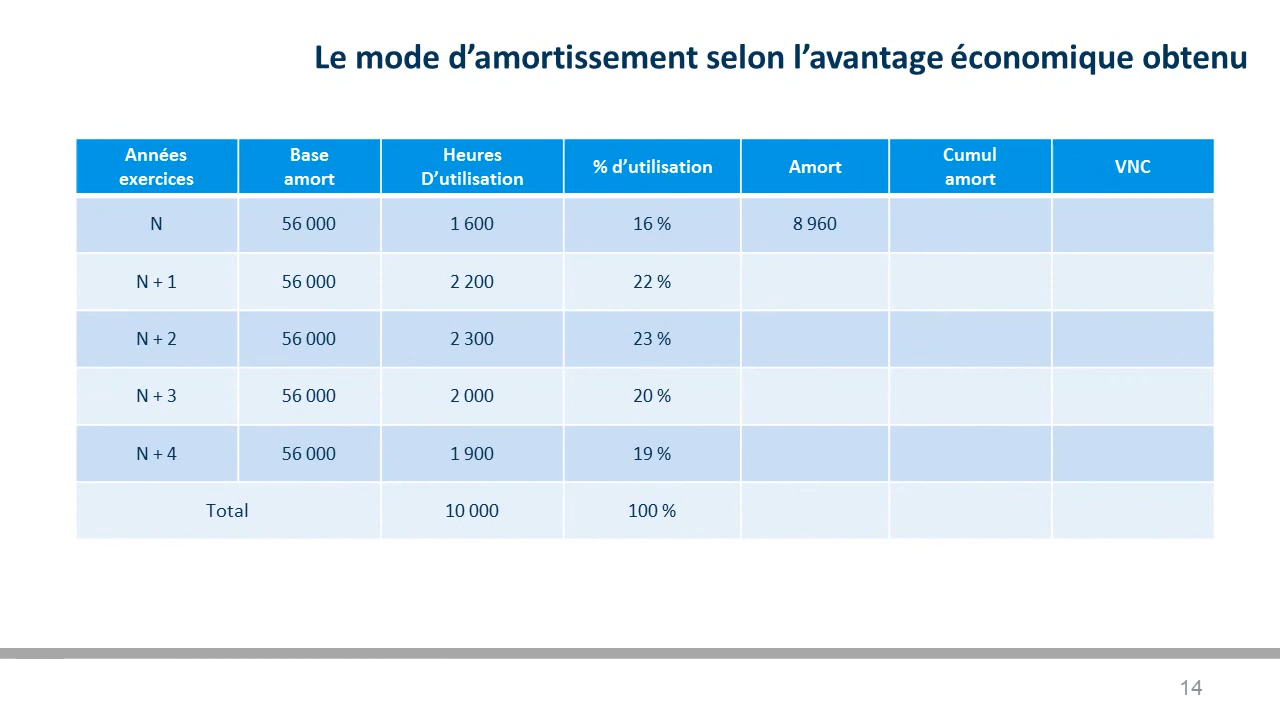 Le mode d’amortissement selon l’avantage économique obtenu
Années exercices Base amort Heures D’utilisation % d’utilisation Amort Cumul amort VNC
N 56 000 1 600 16 % 8 960
N + 1 56 000 2 200 22 %
N + 2 56 000 2 300 23 %
N + 3 56 000 2 000 20 %
N + 4 56 000 1 900 19 %
Total 10 000 100 %
14